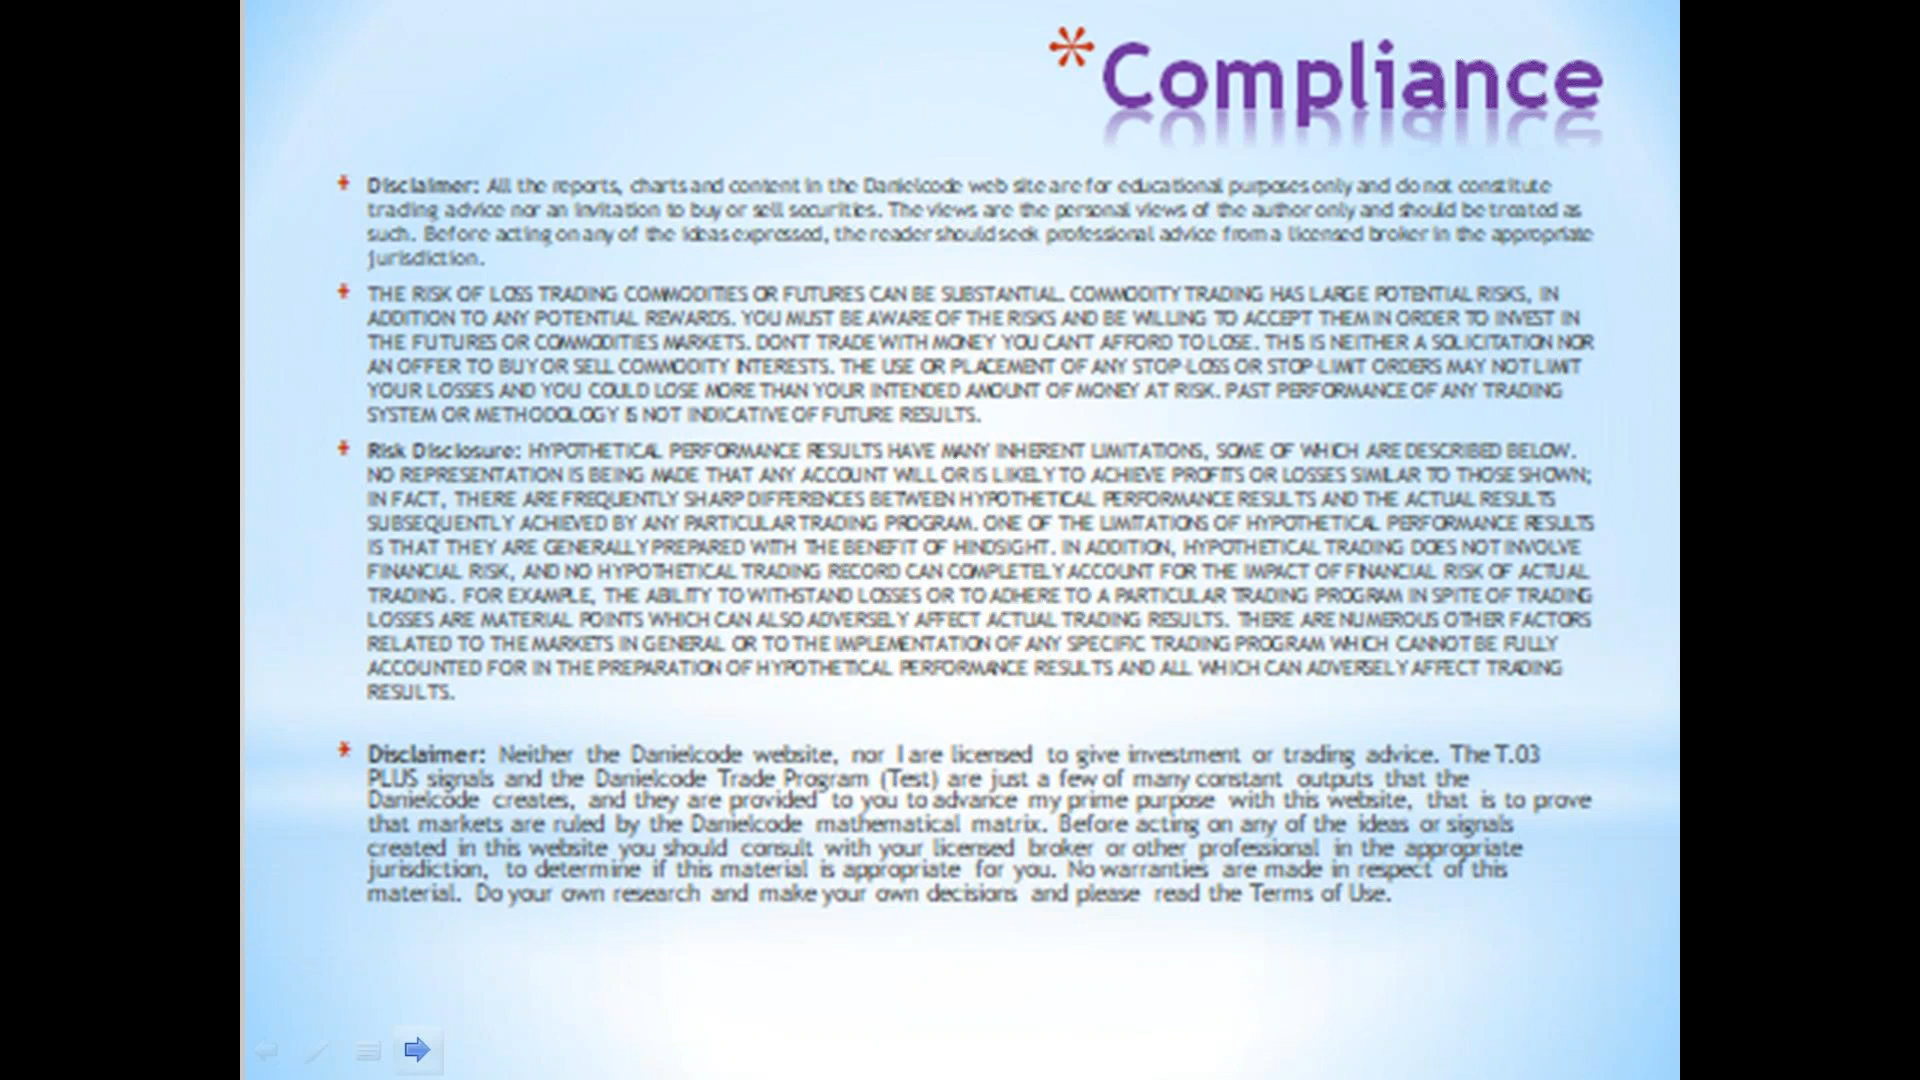 *Compliance
* Disclaimer: All the reports, charts and content in the Danielcode web site are for educational purposes only and do not constitute
trading advice nor an invitation to buy or sell securities. The views are the personal views of the author only and should be treated as
such. Before acting on any of the ideas expressed, the reader should seek professional advice from a licensed broker in the appropriate
jurisdiction.
* THE RISK OF LOSS TRADING COMMODITIES OR FUTURES CAN BE SUBSTANTIAL. COMMODITY TRADING HAS LARGE POTENTIAL RISKS, IN
ADDITION TO ANY POTENTIAL REWARDS. YOU MUST BE AWARE OF THE RISKS AND BE WILLING TO ACCEPT THEM IN ORDER TO INVEST IN
THE FUTURES OR COMMODITIES MARKETS. DON'T TRADE WITH MONEY YOU CAN'T AFFORD TO LOSE. THIS IS NEITHER A SOLICITATION NOR
AN OFFER TO BUY OR SELL COMMODITY INTERESTS. THE USE OR PLACEMENT OF ANY STOP-LOSS OR STOP-LIMIT ORDERS MAY NOT LIMIT
YOUR LOSSES AND YOU COULD LOSE MORE THAN YOUR INTENDED AMOUNT OF MONEY AT RISK. PAST PERFORMANCE OF ANY TRADING
SYSTEM OR METHODOLOGY IS NOT INDICATIVE OF FUTURE RESULTS.
* Risk Disclosure: HYPOTHETICAL PERFORMANCE RESULTS HAVE MANY INHERENT LIMITATIONS, SOME OF WHICH ARE DESCRIBED BELOW.
NO REPRESENTATION IS BEING MADE THAT ANY ACCOUNT WILL OR IS LIKELY TO ACHIEVE PROFITS OR LOSSES SIMILAR TO THOSE SHOWN;
IN FACT, THERE ARE FREQUENTLY SHARP DIFFERENCES BETWEEN HYPOTHETICAL PERFORMANCE RESULTS AND THE ACTUAL RESULTS
SUBSEQUENTLY ACHIEVED BY ANY PARTICULAR TRADING PROGRAM. ONE OF THE LIMITATIONS OF HYPOTHETICAL PERFORMANCE RESULTS
IS THAT THEY ARE GENERALLY PREPARED WITH THE BENEFIT OF HINDSIGHT. IN ADDITION, HYPOTHETICAL TRADING DOES NOT INVOLVE
FINANCIAL RISK, AND NO HYPOTHETICAL TRADING RECORD CAN COMPLETELY ACCOUNT FOR THE IMPACT OF FINANCIAL RISK OF ACTUAL
TRADING. FOR EXAMPLE, THE ABILITY TO WITHSTAND LOSSES OR TO ADHERE TO A PARTICULAR TRADING PROGRAM IN SPITE OF TRADING
LOSSES ARE MATERIAL POINTS WHICH CAN ALSO ADVERSELY AFFECT ACTUAL TRADING RESULTS. THERE ARE NUMEROUS OTHER FACTORS
RELATED TO THE MARKETS IN GENERAL OR TO THE IMPLEMENTATION OF ANY SPECIFIC TRADING PROGRAM WHICH CANNOT BE FULLY
ACCOUNTED FOR IN THE PREPARATION OF HYPOTHETICAL PERFORMANCE RESULTS AND ALL WHICH CAN ADVERSELY AFFECT TRADING
RESULTS.
* Disclaimer: Neither the Danielcode website, nor I are licensed to give investment or trading advice. The T.03
PLUS signals and the Danielcode Trade Program (Test) are just a few of many constant outputs that the
Danielcode creates, and they are provided to you to advance my prime purpose with this website, that is to prove
that markets are ruled by the Danielcode mathematical matrix. Before acting on any of the ideas or signals
created in this website you should consult with your licensed broker or other professional in the appropriate
jurisdiction, to determine if this material is appropriate for you. No warranties are made in respect of this
material. Do your own research and make your own decisions and please read the Terms of Use.